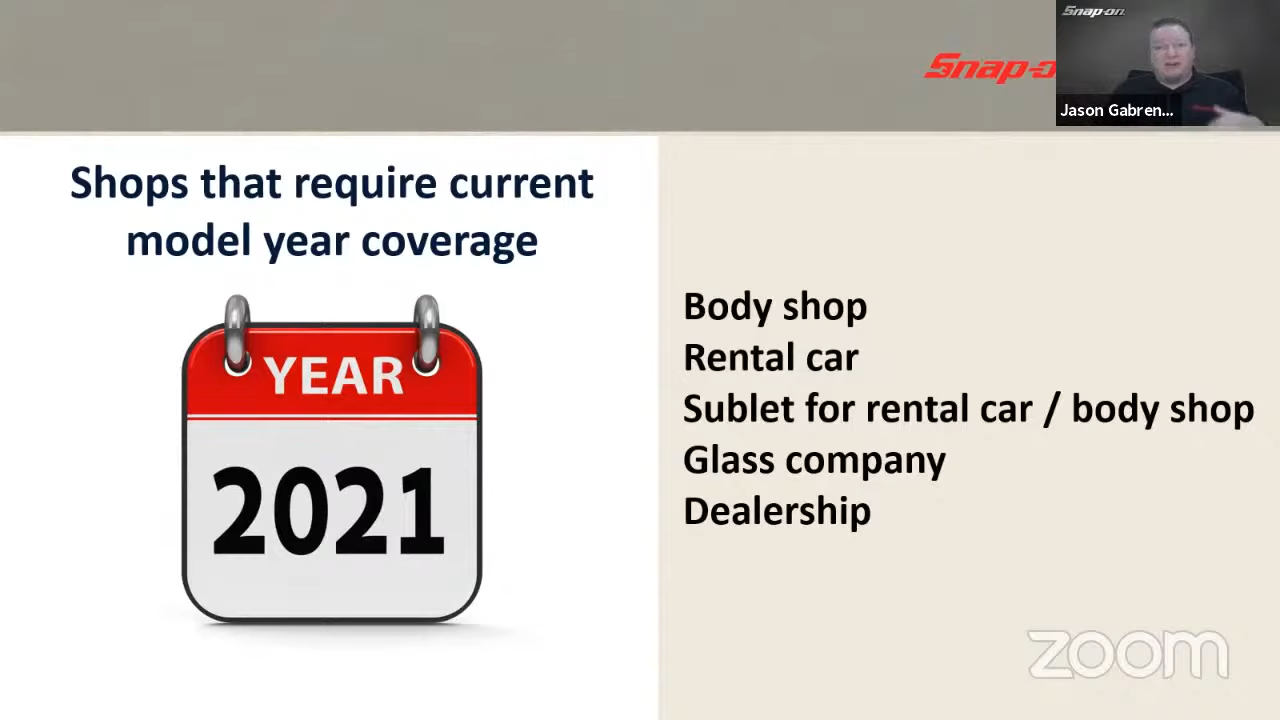 Snap-on
Snap-o
Jason Gabren...
Shops that require current
model year coverage
YEAR
2021
Body shop
Rental car
Sublet for rental car / body shop
Glass company
Dealership
zoom